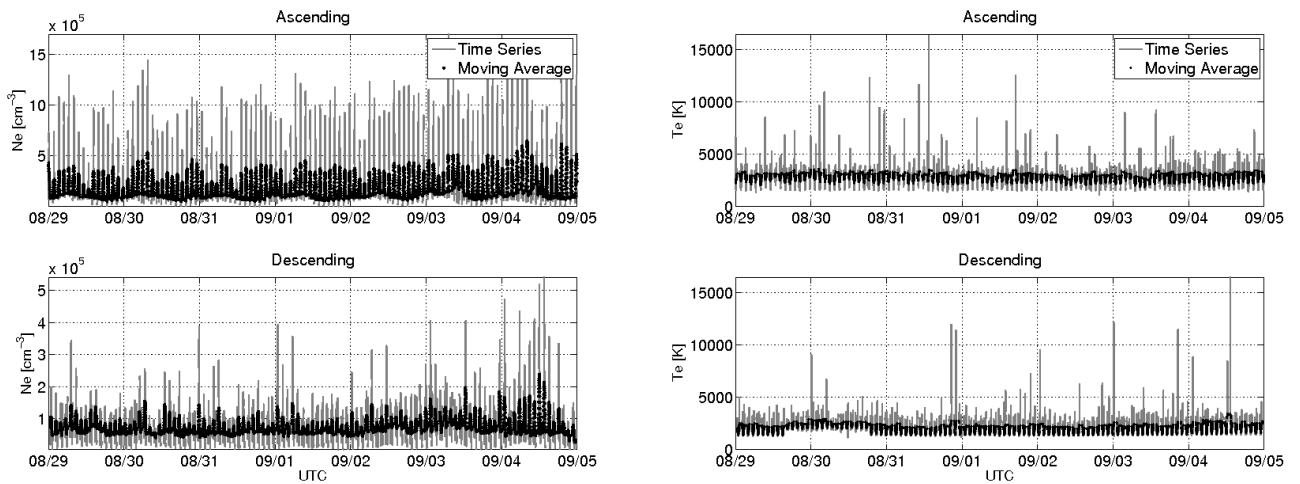 Ascending
x 10^5
Ne [cm^-3]
15
10
5
Time Series
Moving Average
08/29 08/30 08/31 09/01 09/02 09/03 09/04 09/05
Ascending
Te [K]
15000
10000
5000
0
Time Series
Moving Average
08/29 08/30 08/31 09/01 09/02 09/03 09/04 09/05
Descending
x 10^5
Ne [cm^-3]
5
4
3
2
1
08/29 08/30 08/31 09/01 09/02 09/03 09/04 09/05
UTC
Descending
Te [K]
15000
10000
5000
0
08/29 08/30 08/31 09/01 09/02 09/03 09/04 09/05
UTC